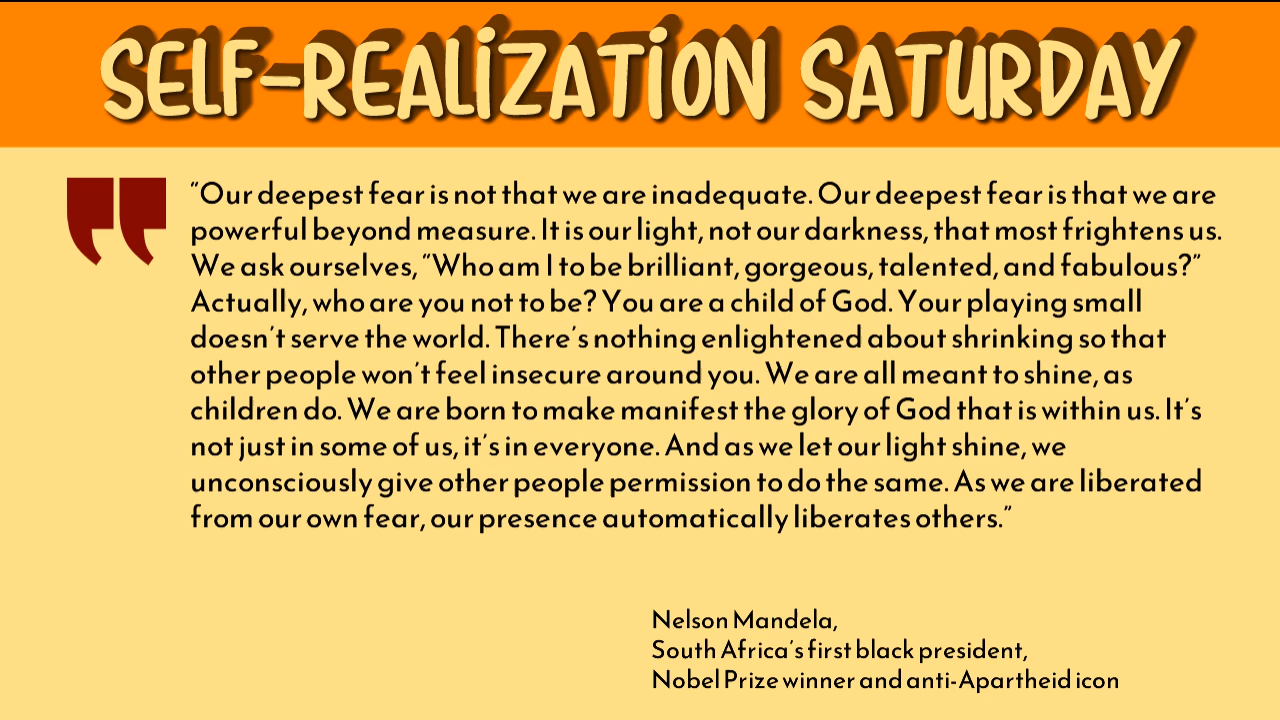 SELF-REALIZATION SATURDAY
“Our deepest fear is not that we are inadequate. Our deepest fear is that we are
powerful beyond measure. It is our light, not our darkness, that most frightens us.
We ask ourselves, “Who am I to be brilliant, gorgeous, talented, and fabulous?”
Actually, who are you not to be? You are a child of God. Your playing small
doesn’t serve the world. There’s nothing enlightened about shrinking so that
other people won’t feel insecure around you. We are all meant to shine, as
children do. We are born to make manifest the glory of God that is within us. It’s
not just in some of us, it’s in everyone. And as we let our light shine, we
unconsciously give other people permission to do the same. As we are liberated
from our own fear, our presence automatically liberates others.”
Nelson Mandela,
South Africa’s first black president,
Nobel Prize winner and anti-Apartheid icon